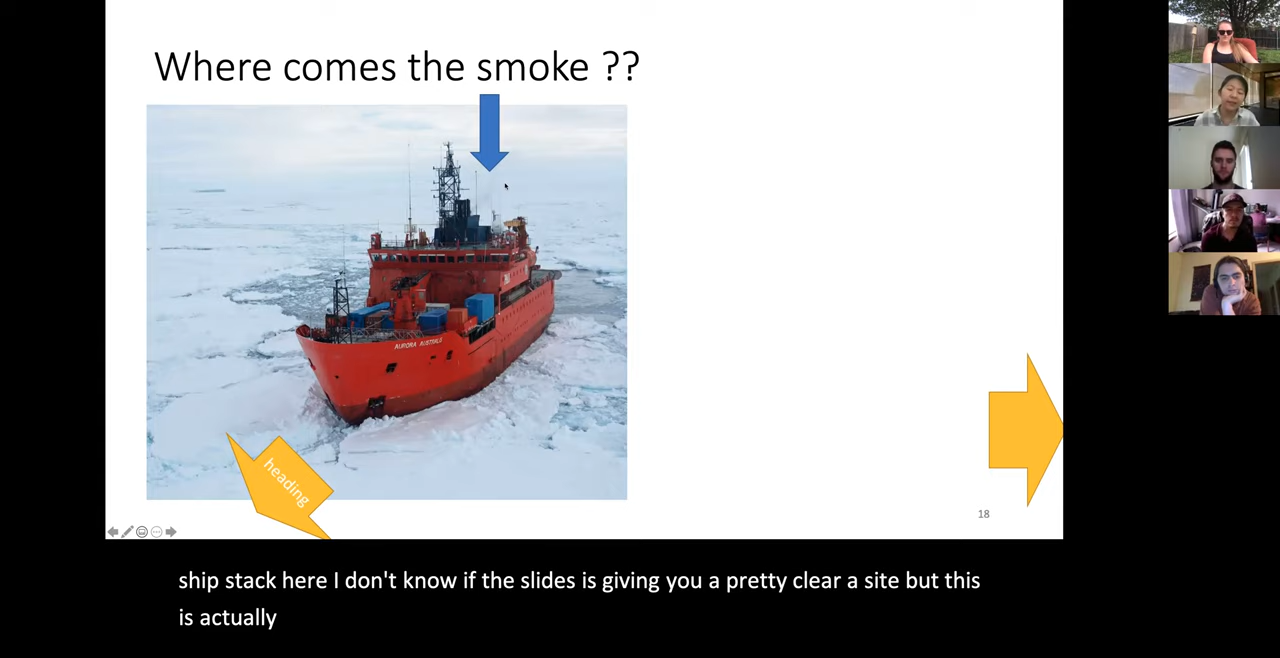 Where comes the smoke ??
AURORA AUSTRALIS
heading
18
ship stack here I don't know if the slides is giving you a pretty clear a site but this
is actually